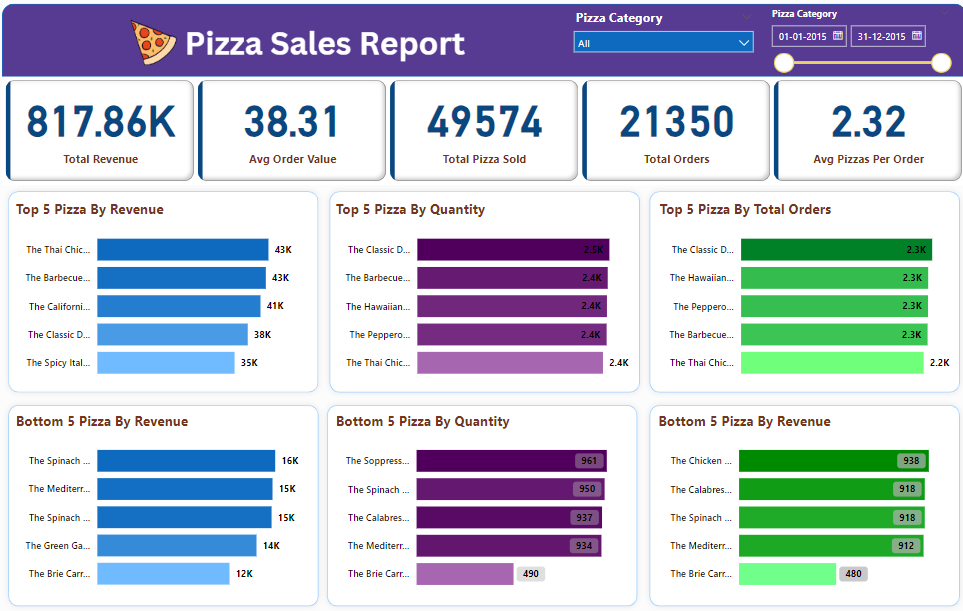 Pizza Sales Report
Pizza Category
All
Pizza Category
01-01-2015
31-12-2015
817.86K
Total Revenue
38.31
Avg Order Value
49574
Total Pizza Sold
21350
Total Orders
2.32
Avg Pizzas Per Order
Top 5 Pizza By Revenue
The Thai Chic... 43K
The Barbecue... 43K
The Californi... 41K
The Classic D... 38K
The Spicy Ital... 35K
Top 5 Pizza By Quantity
The Classic D... 2.5K
The Barbecue... 2.4K
The Hawaiian... 2.4K
The Peppero... 2.4K
The Thai Chic... 2.4K
Top 5 Pizza By Total Orders
The Classic D... 2.3K
The Hawaiian... 2.3K
The Peppero... 2.3K
The Barbecue... 2.3K
The Thai Chic... 2.2K
Bottom 5 Pizza By Revenue
The Spinach ... 16K
The Mediterr... 15K
The Spinach ... 15K
The Green Ga... 14K
The Brie Carr... 12K
Bottom 5 Pizza By Quantity
The Soppress... 961
The Spinach ... 950
The Calabres... 937
The Mediterr... 934
The Brie Carr... 490
Bottom 5 Pizza By Revenue
The Chicken ... 938
The Calabres... 918
The Spinach ... 918
The Mediterr... 912
The Brie Carr... 480